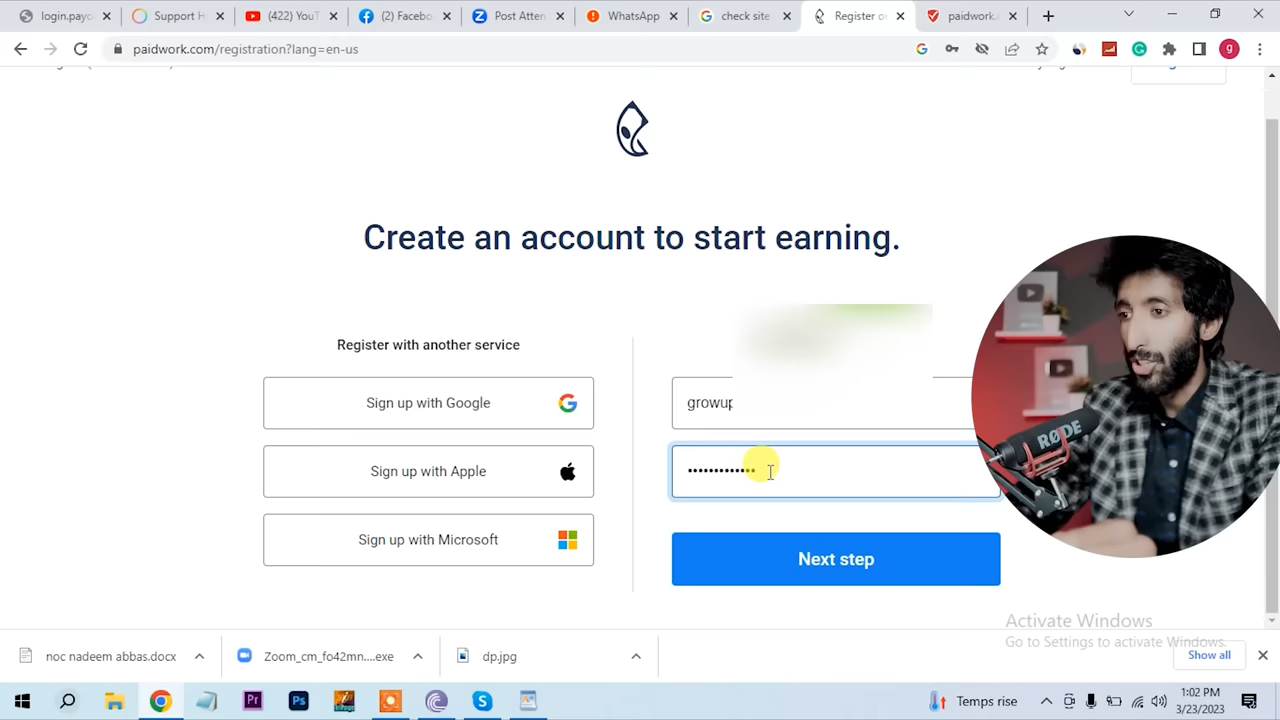 login.payo
Support H
(422) YouT
(2) Facebo
Post Atten
WhatsApp
check site
Register o
paidwork.
paidwork.com/registration?lang=en-us
g
Create an account to start earning.
Register with another service
Sign up with Google
growup
Sign up with Apple
•••••••••••••
Sign up with Microsoft
Next step
RØDE
Activate Windows
Go to Settings to activate Windows.
noc nadeem abbas.docx
Zoom_cm_fo42mn....exe
dp.jpg
Show all
Pr
Ps
Temps rise
1:02 PM
3/23/2023